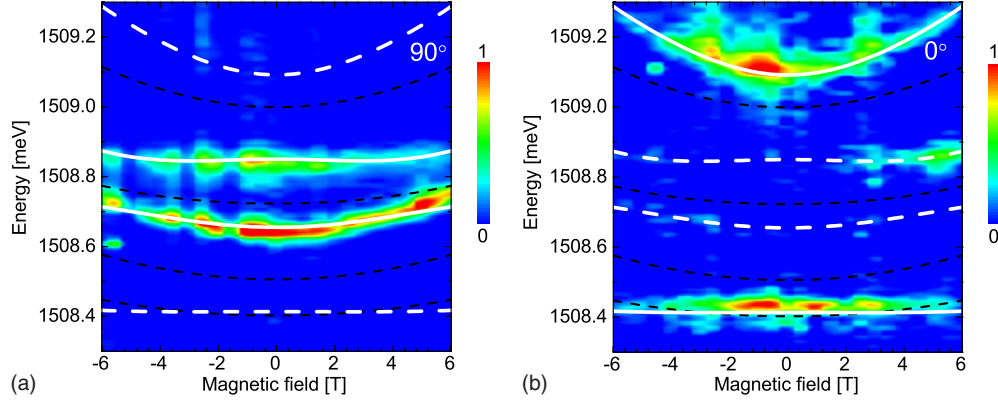 1509.2
1509.0
1508.8
1508.6
1508.4
Energy [meV]
90°
1
0
-6 -4 -2 0 2 4 6
Magnetic field [T]
(a)
1509.2
1509.0
1508.8
1508.6
1508.4
Energy [meV]
0°
1
0
-6 -4 -2 0 2 4 6
Magnetic field [T]
(b)